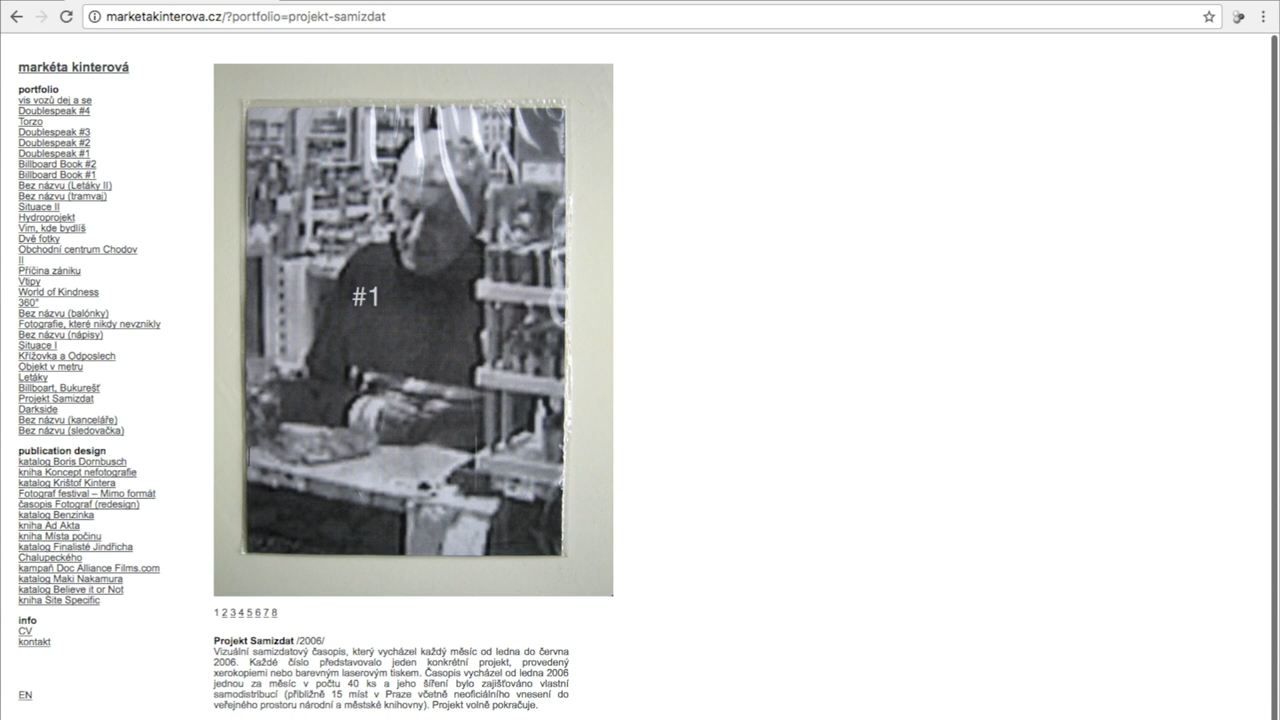 marketakinterova.cz/?portfolio=projekt-samizdat
markéta kinterová
portfolio
vis vozů dej a se
Doublespeak #4
Torzo
Doublespeak #3
Doublespeak #2
Doublespeak #1
Billboard Book #2
Billboard Book #1
Bez názvu (Letáky II)
Bez názvu (tramvaj)
Situace II
Hydroprojekt
Vim, kde bydlíš
Dvě fotky
Obchodní centrum Chodov
II
Příčina zániku
Vtipy
World of Kindness
360°
Bez názvu (balónky)
Fotografie, které nikdy nevznikly
Bez názvu (nápisy)
Situace I
Křížovka a Odposlech
Objekt v metru
Letáky
Billboart, Bukurešť
Projekt Samizdat
Darkside
Bez názvu (kanceláře)
Bez názvu (sledovačka)
publication design
katalog Boris Dornbusch
kniha Koncept nefotografie
katalog Krištof Kintera
Fotograf festival – Mimo formát
časopis Fotograf (redesign)
katalog Benzinka
kniha Ad Akta
kniha Místa počinu
katalog Finalisté Jindřicha
Chalupeckého
kampaň Doc Alliance Films.com
katalog Maki Nakamura
katalog Believe it or Not
kniha Site Specific
info
CV
kontakt
EN
#1
1 2 3 4 5 6 7 8
Projekt Samizdat /2006/
Vizuální samizdatový časopis, který vycházel každý měsíc od ledna do června
2006. Každé číslo představovalo jeden konkrétní projekt, provedený
xerokopiemi nebo barevným laserovým tiskem. Časopis vycházel od ledna 2006
jednou za měsíc v počtu 40 ks a jeho šíření bylo zajišťováno vlastní
samodistribucí (přibližně 15 míst v Praze včetně neoficiálního vnesení do
veřejného prostoru národní a městské knihovny). Projekt volně pokračuje.